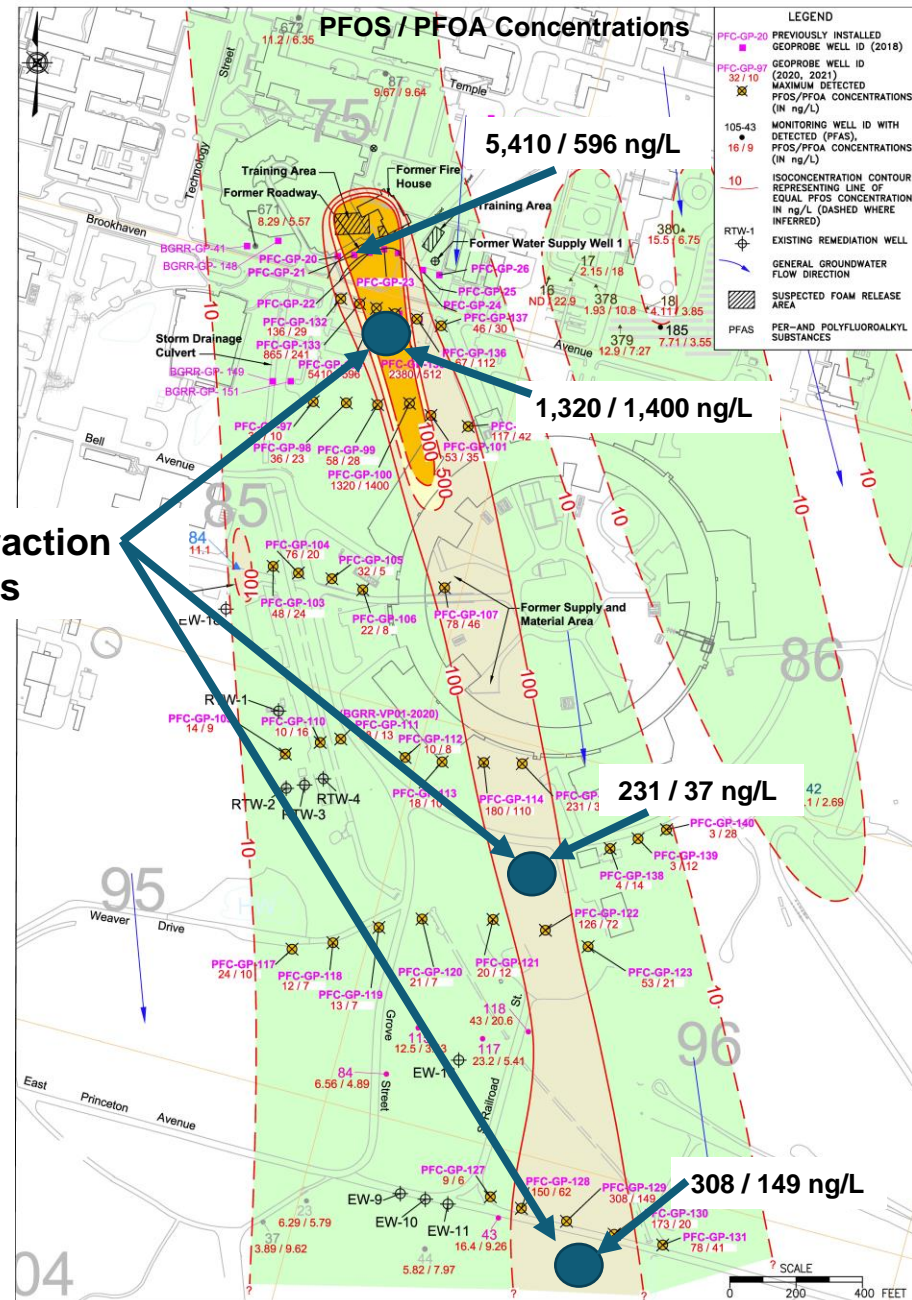 PFOS / PFOA Concentrations
LEGEND
PFC-GP-20 PREVIOUSLY INSTALLED
GEOPROBE WELL ID (2018)
PFC-GP-97 GEOPROBE WELL ID
(2020, 2021)
32 / 10
MAXIMUM DETECTED
PFOS/PFOA CONCENTRATIONS
(IN ng/L)
105-43 MONITORING WELL ID WITH
DETECTED (PFAS),
16 / 9 PFOS/PFOA CONCENTRATIONS
(IN ng/L)
10 ISOCONCENTRATION CONTOUR
REPRESENTING LINE OF
EQUAL PFOS CONCENTRATION
IN ng/L (DASHED WHERE
INFERRED)
RTW-1 EXISTING REMEDIATION WELL
GENERAL GROUNDWATER
FLOW DIRECTION
SUSPECTED FOAM RELEASE
AREA
PFAS PER-AND POLYFLUOROALKYL
SUBSTANCES
672
11.2 / 6.35
87
9.67 / 9.64
Street
Temple
75
Technology
5,410 / 596 ng/L
Training Area
Former Roadway
Former Fire
House
Training Area
Former Water Supply Well 1
671
8.29 / 5.57
Brookhaven
BGRR-GP-41
BGRR-GP- 148
PFC-GP-20
PFC-GP-21
PFC-GP-23
PFC-GP-26
PFC-GP-25
PFC-GP-24
PFC-GP-22
PFC-GP-132
136 / 29
PFC-GP-137
46 / 30
PFC-GP-133
865 / 241
PFC-GP-136
67 / 112
2380 / 512
Avenue
380
15.5 / 6.75
17
2.15 / 18
16
ND / 22.9
378
1.93 / 10.8
18
4.11 / 3.85
379
12.9 / 7.27
185
7.71 / 3.55
Storm Drainage
Culvert
BGRR-GP- 149
BGRR-GP- 151
1,320 / 1,400 ng/L
PFC-GP-97
PFC-GP-98
36 / 23
PFC-GP-99
58 / 28
PFC-GP-100
1320 / 1400
PFC-GP-101
53 / 35
117 / 42
1000
500
10
10
10
10
10
Bell
Avenue
85
84
11.1
100
PFC-GP-104
76 / 20
PFC-GP-105
32 / 5
PFC-GP-103
48 / 24
PFC-GP-106
22 / 8
PFC-GP-107
78 / 46
Former Supply and
Material Area
86
100
100
RTW-1
14 / 9
PFC-GP-110
10 / 16
(BGRR-VP01-2020)
PFC-GP-111
PFC-GP-112
10 / 8
PFC-GP-113
18 / 10
PFC-GP-114
180 / 110
RTW-2
RTW-3
RTW-4
231 / 37 ng/L
42
PFC-GP-140
3 / 28
PFC-GP-139
3 / 12
PFC-GP-138
4 / 14
10
95
Weaver Drive
PFC-GP-117
24 / 10
PFC-GP-118
12 / 7
PFC-GP-119
13 / 7
PFC-GP-120
21 / 7
PFC-GP-121
20 / 12
PFC-GP-122
126 / 72
PFC-GP-123
53 / 21
10
118
43 / 20.6
St.
117
23.2 / 5.41
96
84
6.56 / 4.89
Grove
Street
Railroad
East
Princeton
Avenue
PFC-GP-127
9 / 6
PFC-GP-128
150 / 62
PFC-GP-129
308 / 149
308 / 149 ng/L
PFC-GP-130
173 / 20
PFC-GP-131
78 / 41
EW-9
EW-10
EW-11
23
6.29 / 5.79
37
3.89 / 9.62
43
16.4 / 9.26
44
5.82 / 7.97
04
? ? ? ?
SCALE
0 200 400 FEET